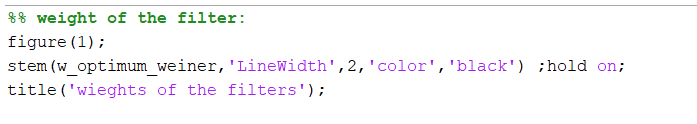 %% weight of the filter:
figure(1);
stem(w_optimum_weiner,'LineWidth',2,'color','black') ;hold on;
title('wieghts of the filters');